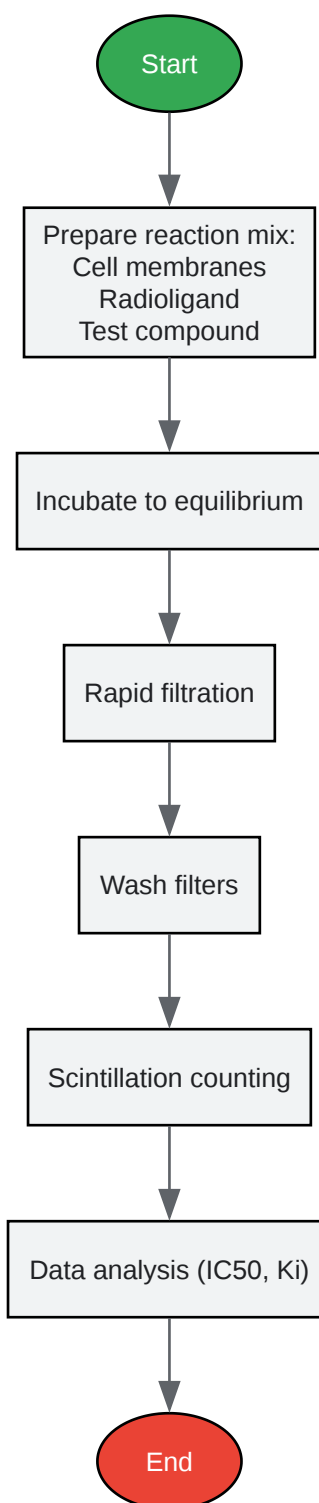 Start
Prepare reaction mix:
Cell membranes
Radioligand
Test compound
Incubate to equilibrium
Rapid filtration
Wash filters
Scintillation counting
Data analysis (IC50, Ki)
End